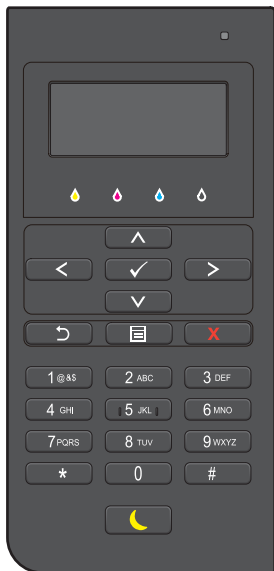 X
1 @&$ 2 ABC 3 DEF
4 GHI 5 JKL 6 MNO
7 PQRS 8 TUV 9 WXYZ
* 0 #